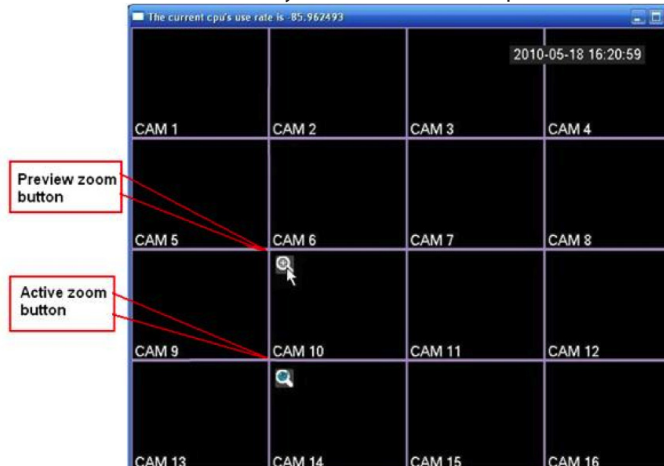 The current cpu's use rate is -85.962493
2010-05-18 16:20:59
CAM 1 CAM 2 CAM 3 CAM 4
Preview zoom
button
CAM 5 CAM 6 CAM 7 CAM 8
Active zoom
button
CAM 9 CAM 10 CAM 11 CAM 12
CAM 13 CAM 14 CAM 15 CAM 16